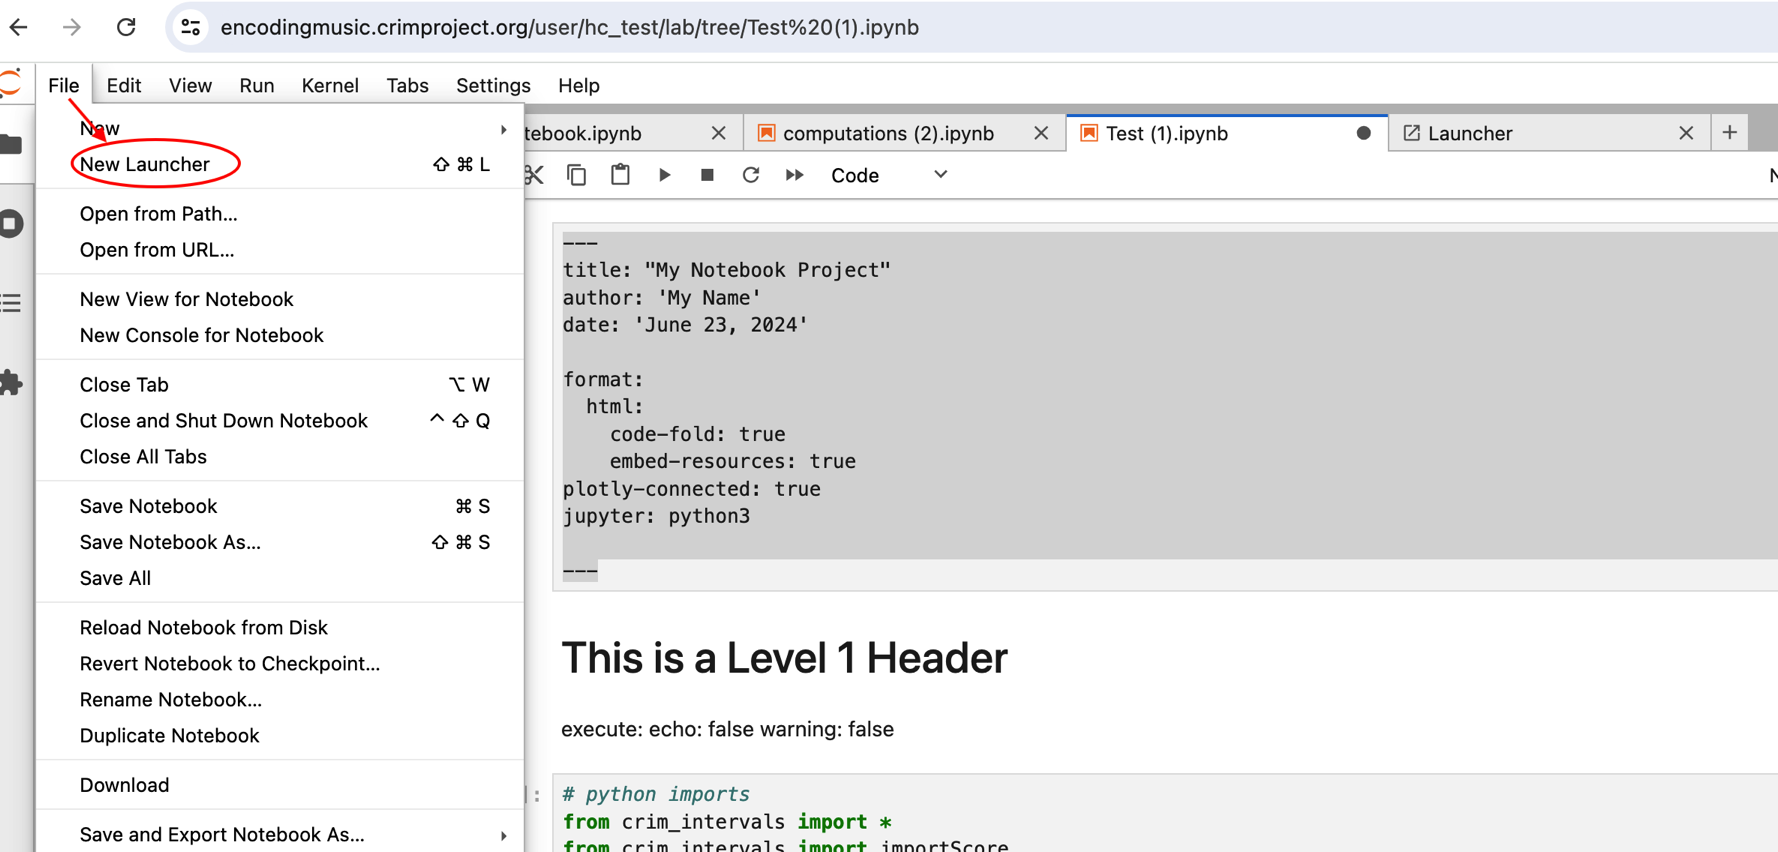 encodingmusic.crimproject.org/user/hc_test/lab/tree/Test%20(1).ipynb
File Edit View Run Kernel Tabs Settings Help
New
New Launcher ⇧ ⌘ L
Open from Path...
Open from URL...
New View for Notebook
New Console for Notebook
Close Tab ⌥ W
Close and Shut Down Notebook ^ ⇧ Q
Close All Tabs
Save Notebook ⌘ S
Save Notebook As... ⇧ ⌘ S
Save All
Reload Notebook from Disk
Revert Notebook to Checkpoint...
Rename Notebook...
Duplicate Notebook
Download
Save and Export Notebook As...
tebook.ipynb computations (2).ipynb Test (1).ipynb Launcher
Code
---
title: "My Notebook Project"
author: 'My Name'
date: 'June 23, 2024'
format:
html:
code-fold: true
embed-resources: true
plotly-connected: true
jupyter: python3
---
This is a Level 1 Header
execute: echo: false warning: false
# python imports
from crim_intervals import *
from crim_intervals import importScore